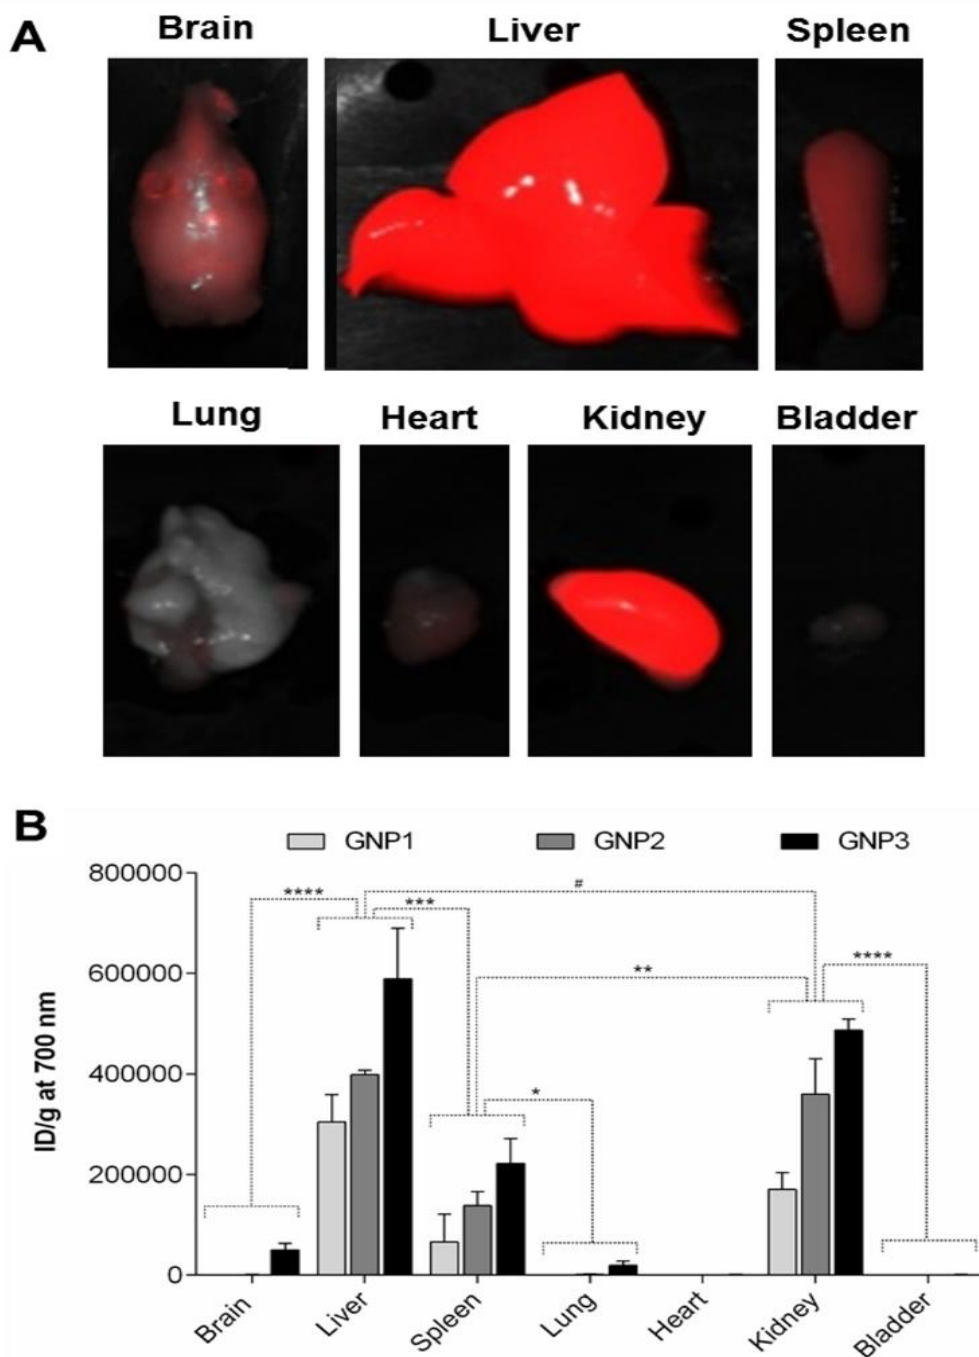 A
Brain Liver Spleen
Lung Heart Kidney Bladder
B
GNP1 GNP2 GNP3
800000
600000
400000
200000
0
ID/g at 700 nm
**** *** #
** ****
*
Brain Liver Spleen Lung Heart Kidney Bladder